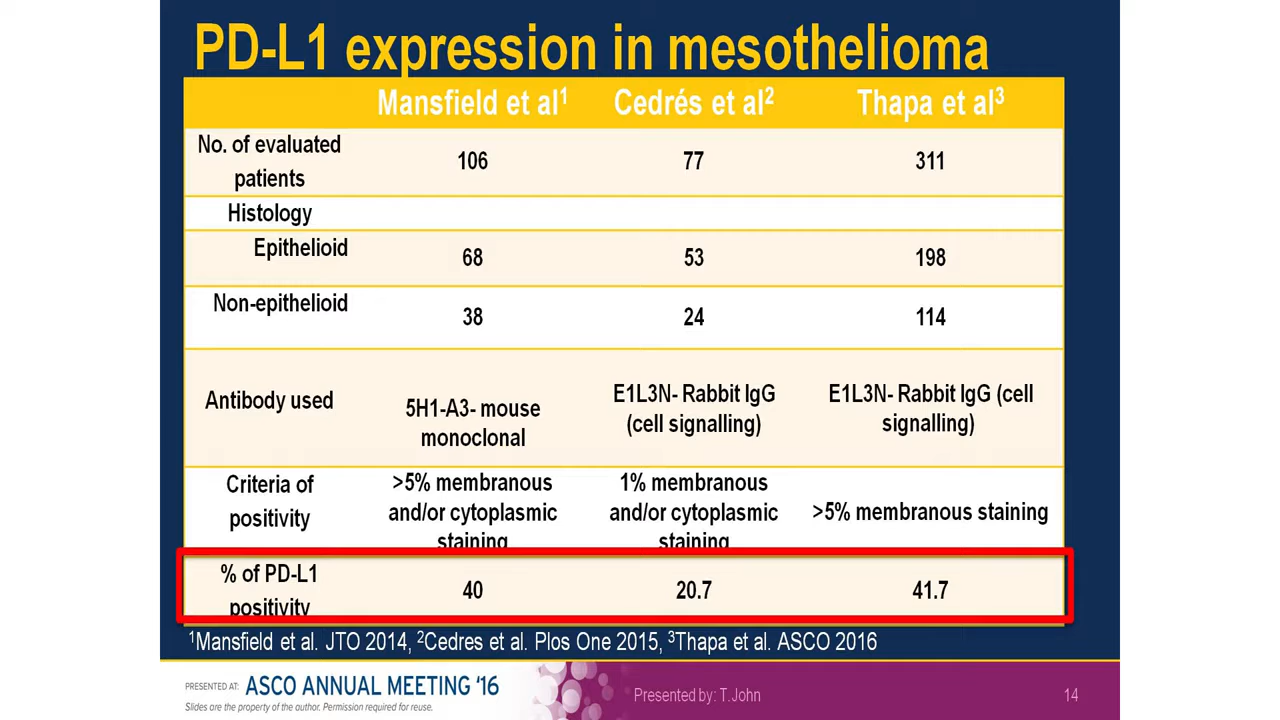 PD-L1 expression in mesothelioma
Mansfield et al1 Cedrés et al2 Thapa et al3
No. of evaluated
patients
106 77 311
Histology
Epithelioid
68 53 198
Non-epithelioid
38 24 114
Antibody used
5H1-A3- mouse
monoclonal
E1L3N- Rabbit IgG
(cell signalling)
E1L3N- Rabbit IgG (cell
signalling)
Criteria of
positivity
>5% membranous
and/or cytoplasmic
staining
1% membranous
and/or cytoplasmic
staining
>5% membranous staining
% of PD-L1
positivity
40 20.7 41.7
1Mansfield et al. JTO 2014, 2Cedres et al. Plos One 2015, 3Thapa et al. ASCO 2016
PRESENTED AT: ASCO ANNUAL MEETING '16
Slides are the property of the author. Permission required for reuse.
Presented by: T.John
14